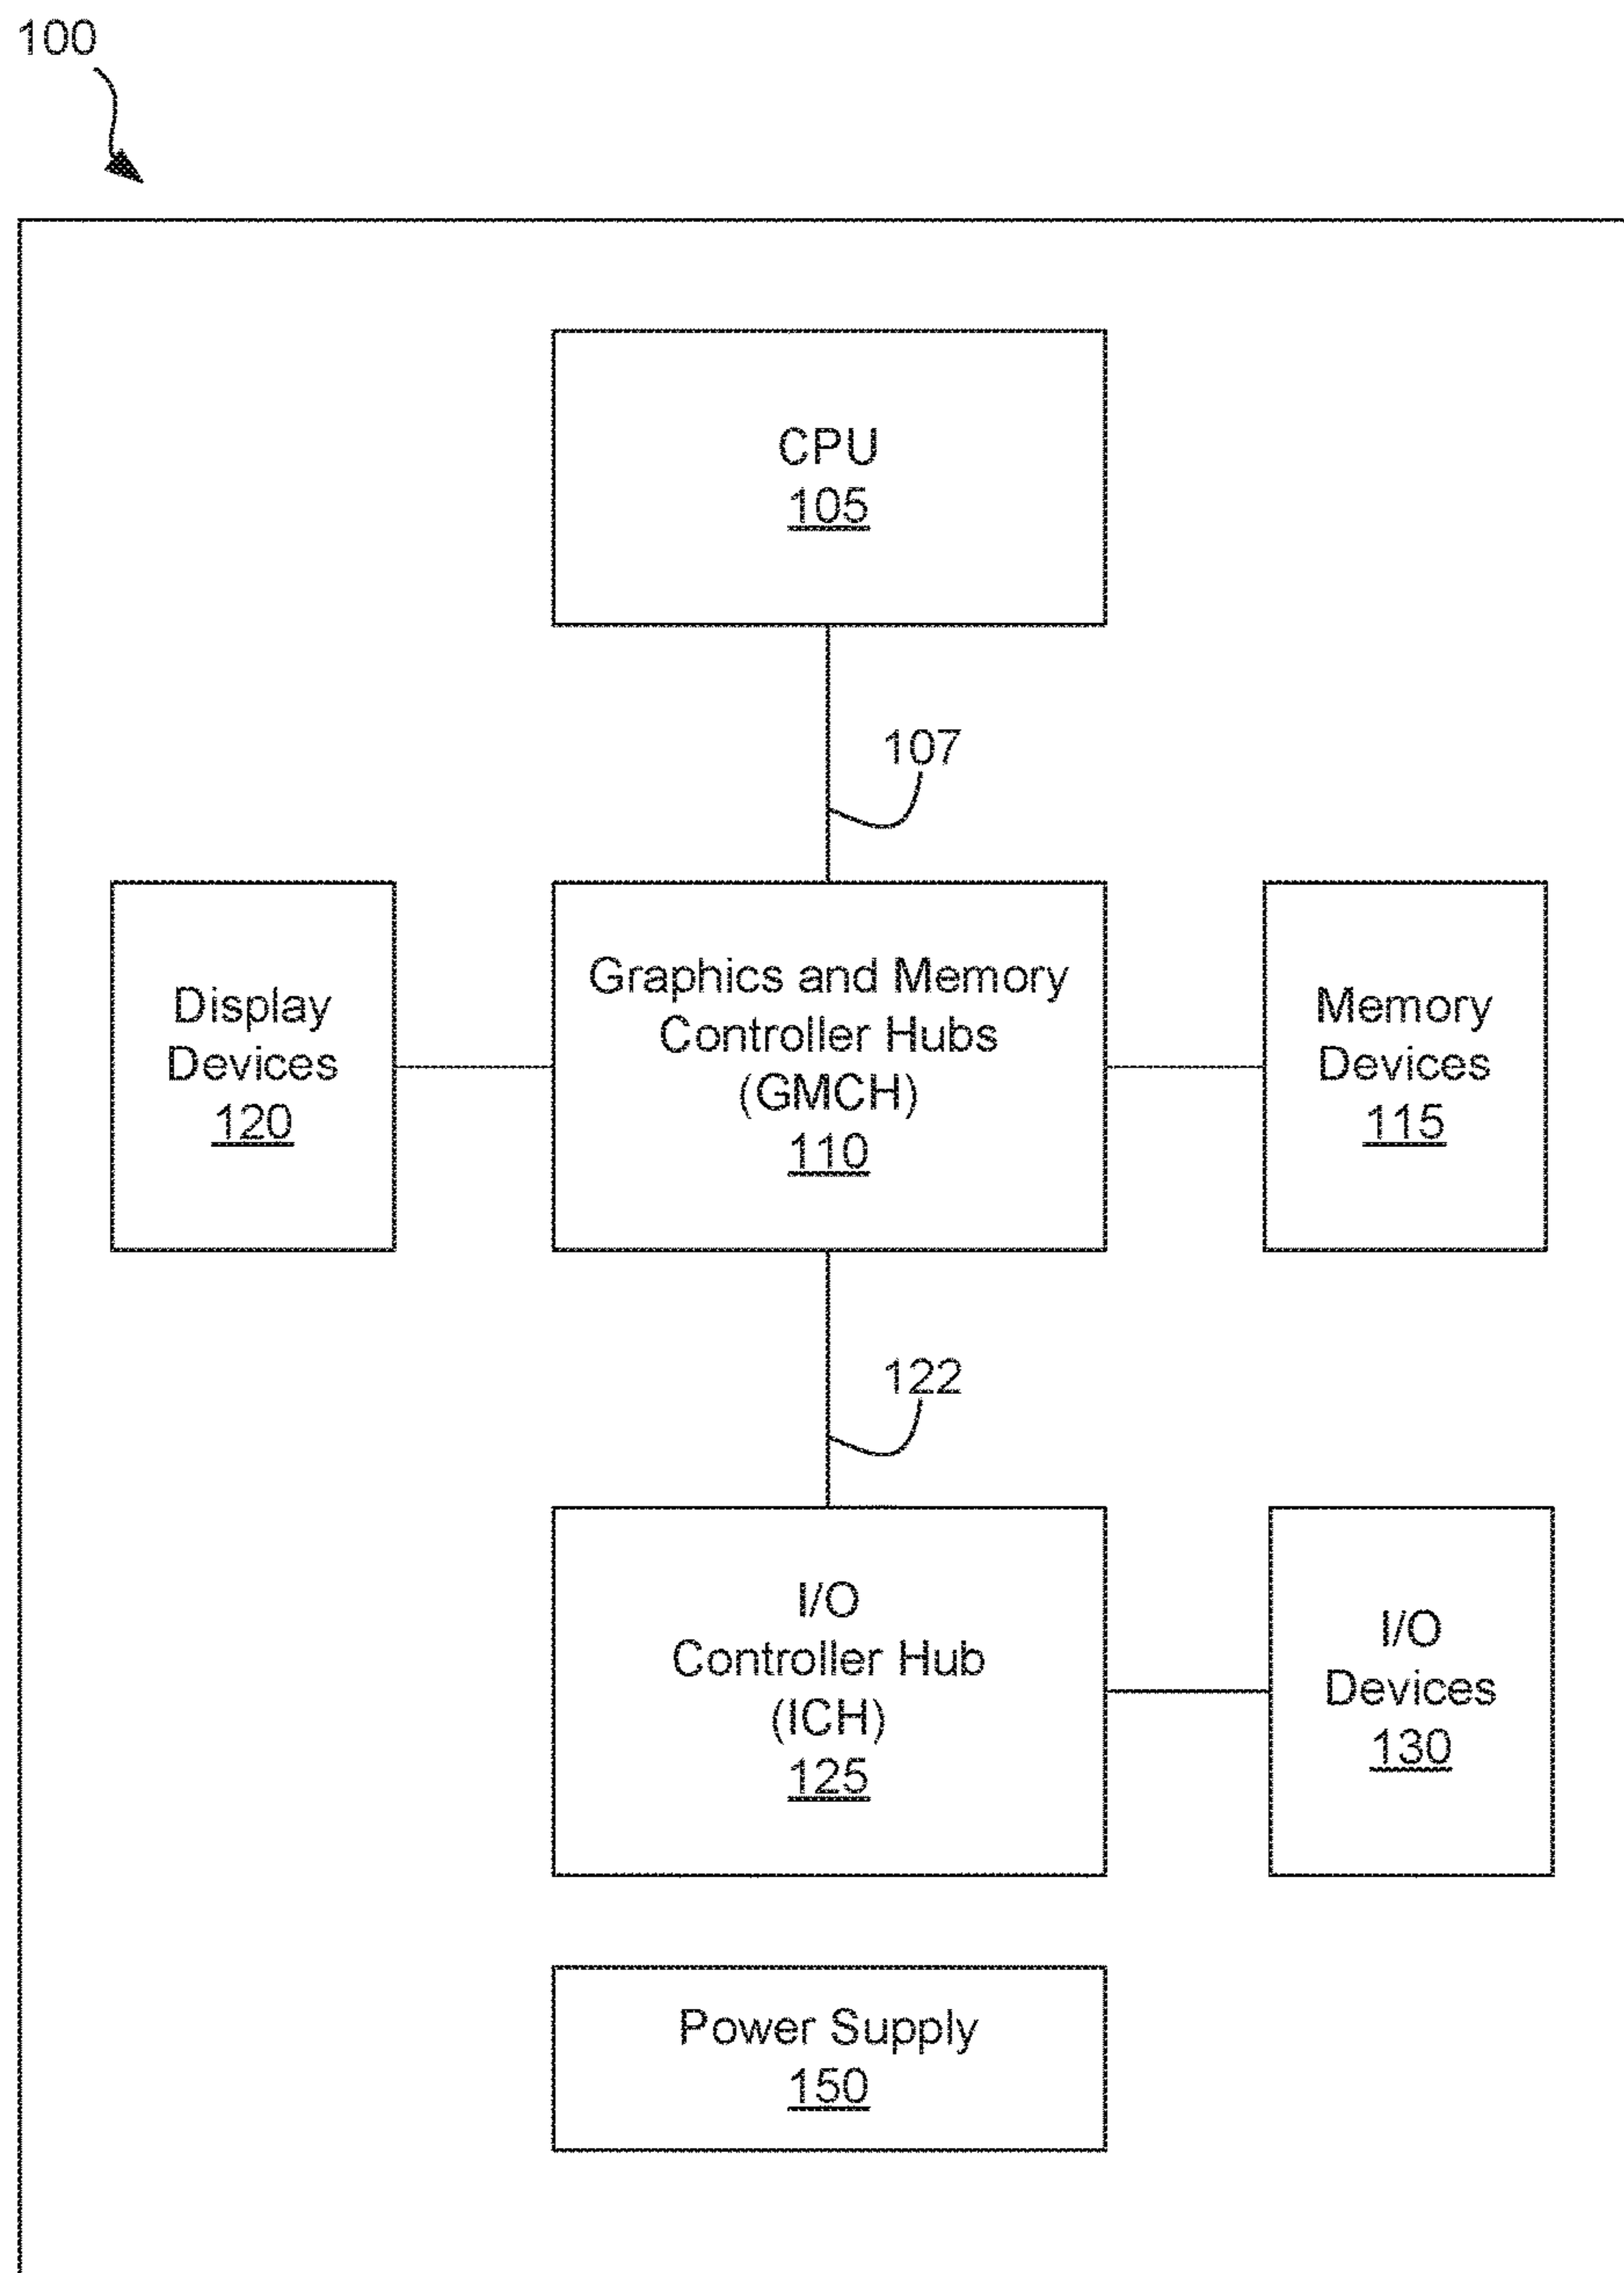 100
CPU
105
107
Display
Devices
120
Graphics and Memory
Controller Hubs
(GMCH)
110
Memory
Devices
115
122
I/O
Controller Hub
(ICH)
125
I/O
Devices
130
Power Supply
150